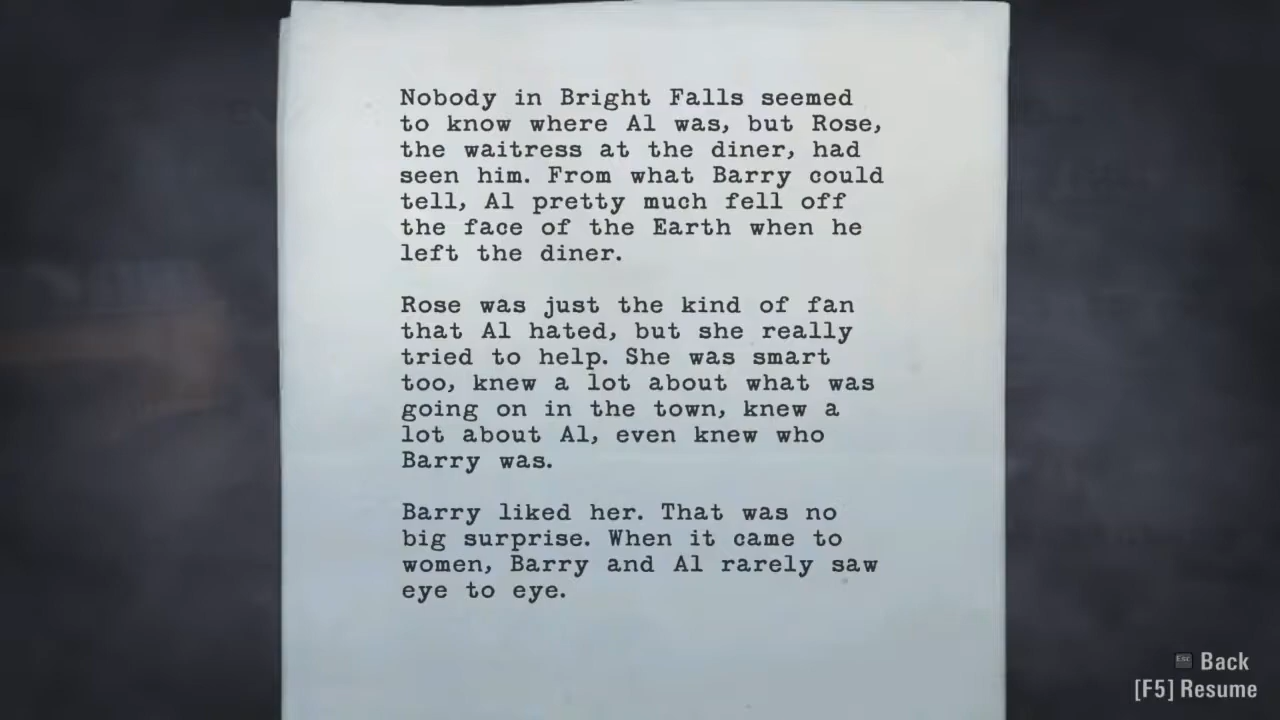 Nobody in Bright Falls seemed
to know where Al was, but Rose,
the waitress at the diner, had
seen him. From what Barry could
tell, Al pretty much fell off
the face of the Earth when he
left the diner.
Rose was just the kind of fan
that Al hated, but she really
tried to help. She was smart
too, knew a lot about what was
going on in the town, knew a
lot about Al, even knew who
Barry was.
Barry liked her. That was no
big surprise. When it came to
women, Barry and Al rarely saw
eye to eye.
Esc Back
[F5] Resume